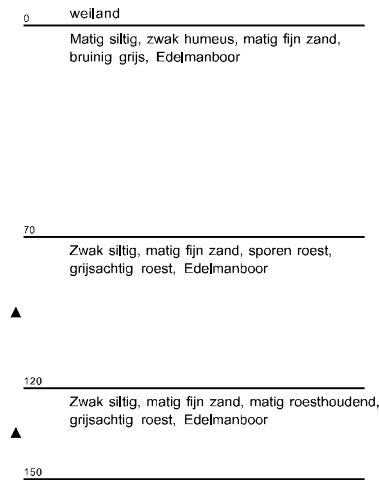 weiland
0
Matig siltig, zwak humeus, matig fijn zand,
bruinig grijs, Edelmanboor
70
Zwak siltig, matig fijn zand, sporen roest,
grijsachtig roest, Edelmanboor
120
Zwak siltig, matig fijn zand, matig roesthoudend,
grijsachtig roest, Edelmanboor
150